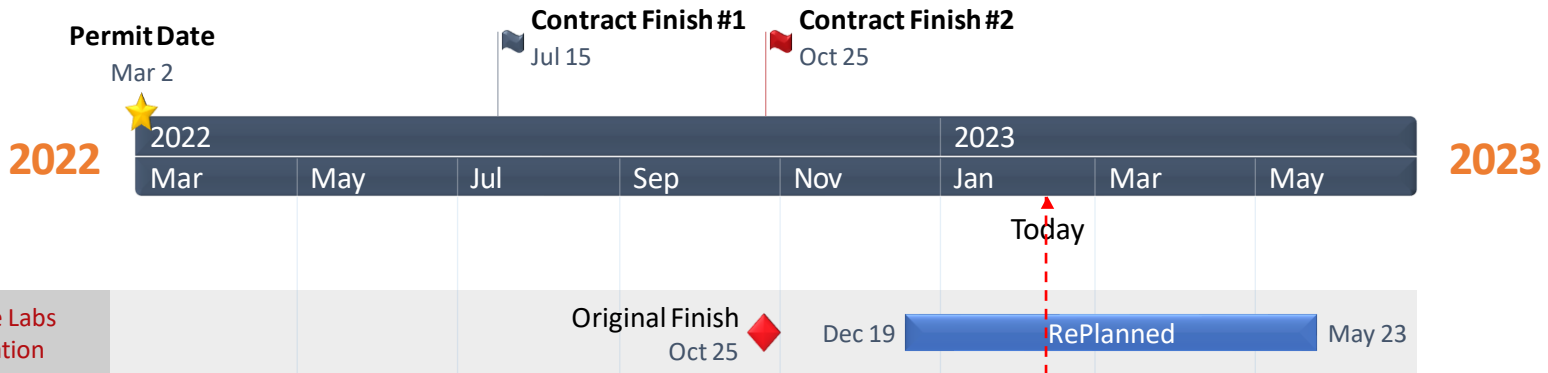 Permit Date
Mar 2
Contract Finish #1
Jul 15
Contract Finish #2
Oct 25
2022
2022
2023
2023
Mar
May
Jul
Sep
Nov
Jan
Mar
May
Today
Labs
Original Finish
Oct 25
Dec 19
RePlanned
May 23